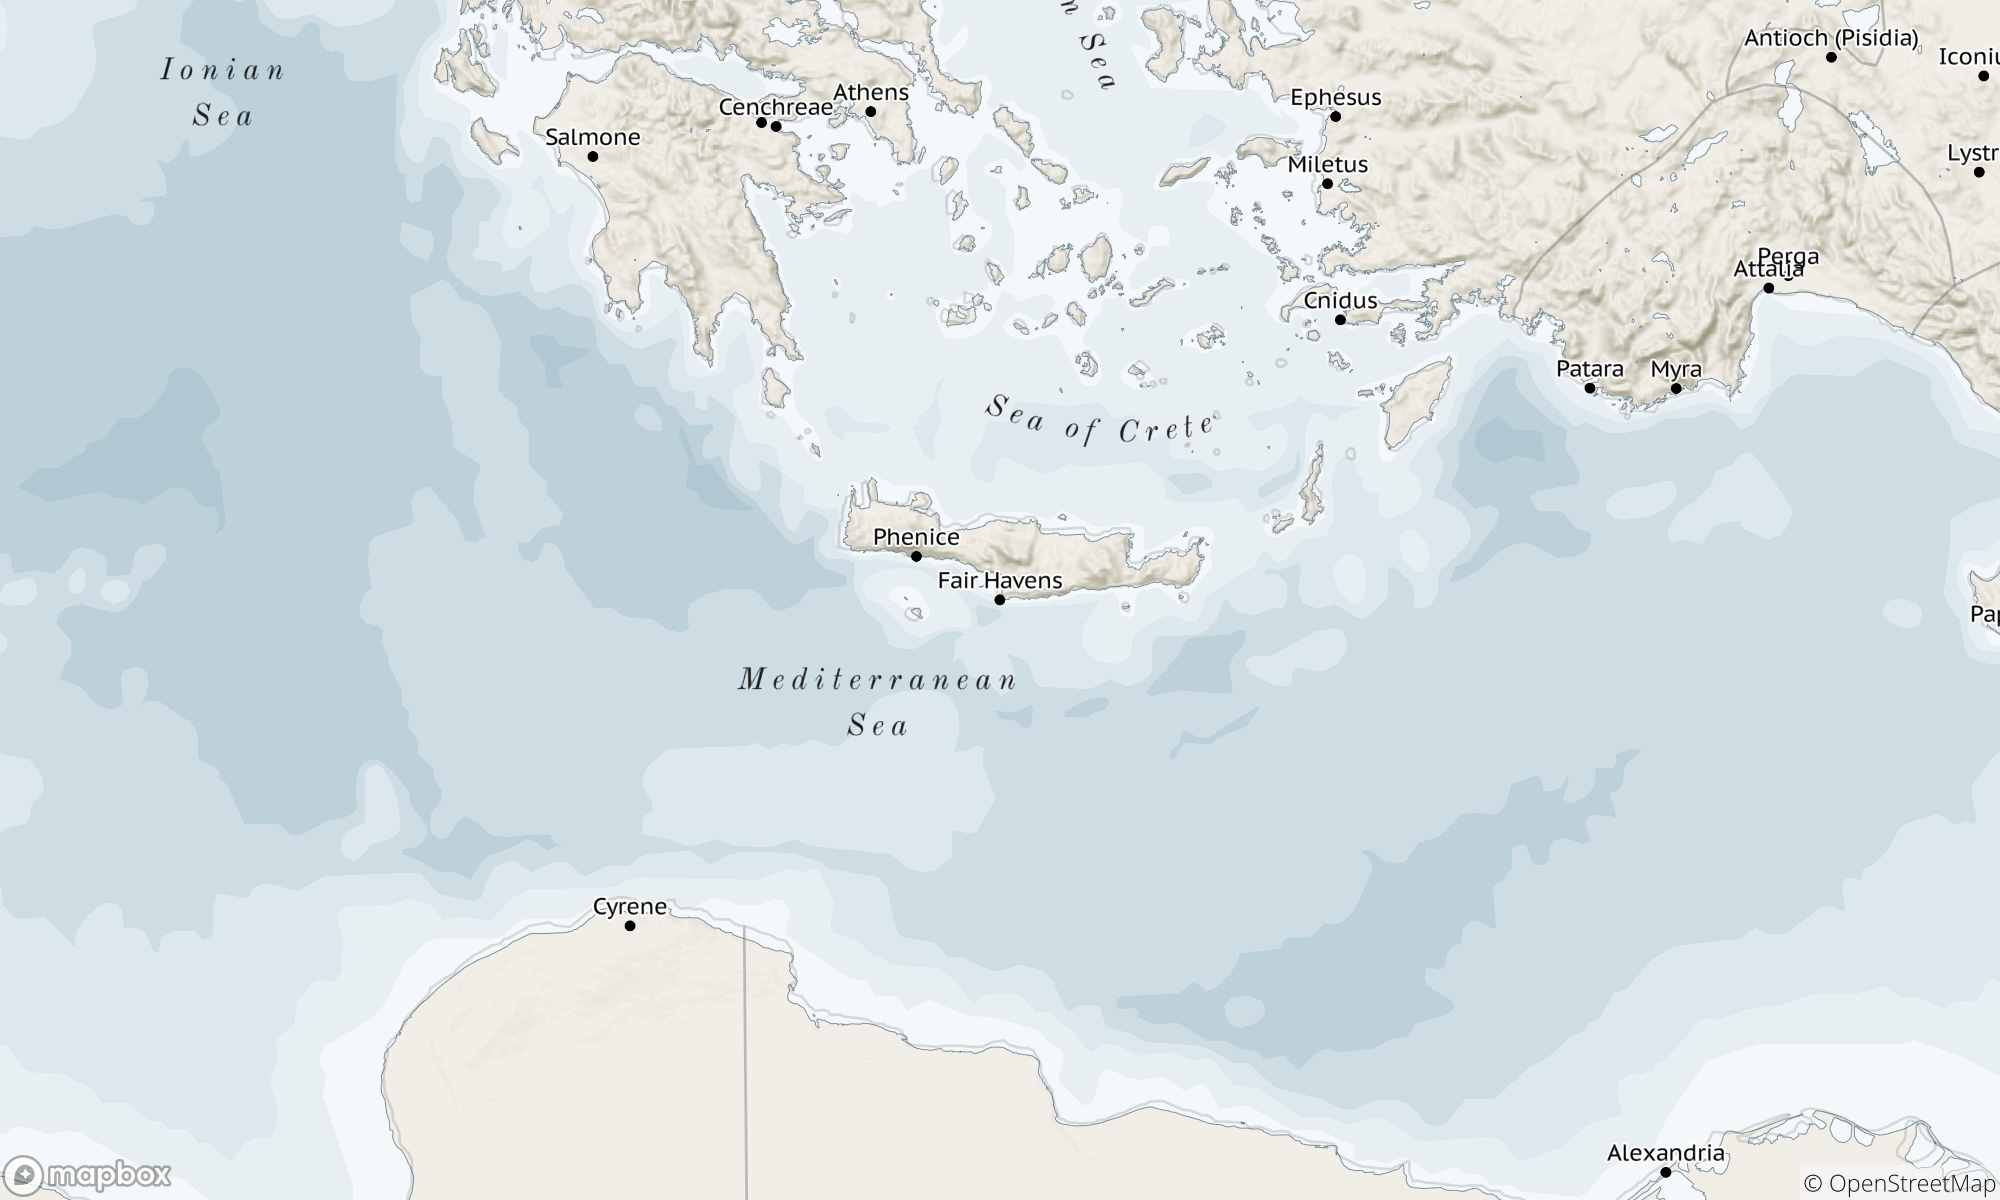 Ionian
Sea
n Sea
Antioch (Pisidia)
Iconiu
Cenchreae
Athens
Ephesus
Salmone
Miletus
Lystr
Perga
Attalia
Cnidus
Patara
Myra
Sea of Crete
Phenice
Fair Havens
Pap
Mediterranean
Sea
Cyrene
Alexandria
mapbox
© OpenStreetMap